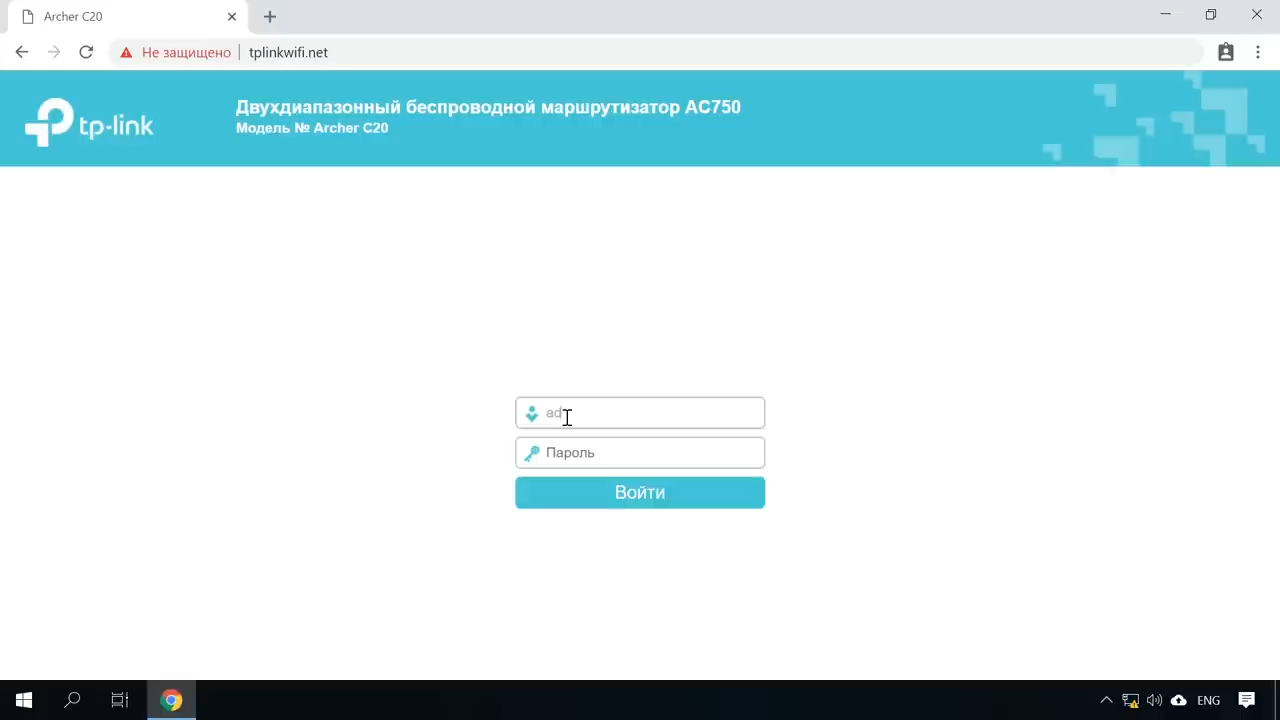 Archer C20
Не защищено
tplinkwifi.net
tp-link
Двухдиапазонный беспроводной маршрутизатор AC750
Модель № Archer C20
ad
Пароль
Войти
ENG